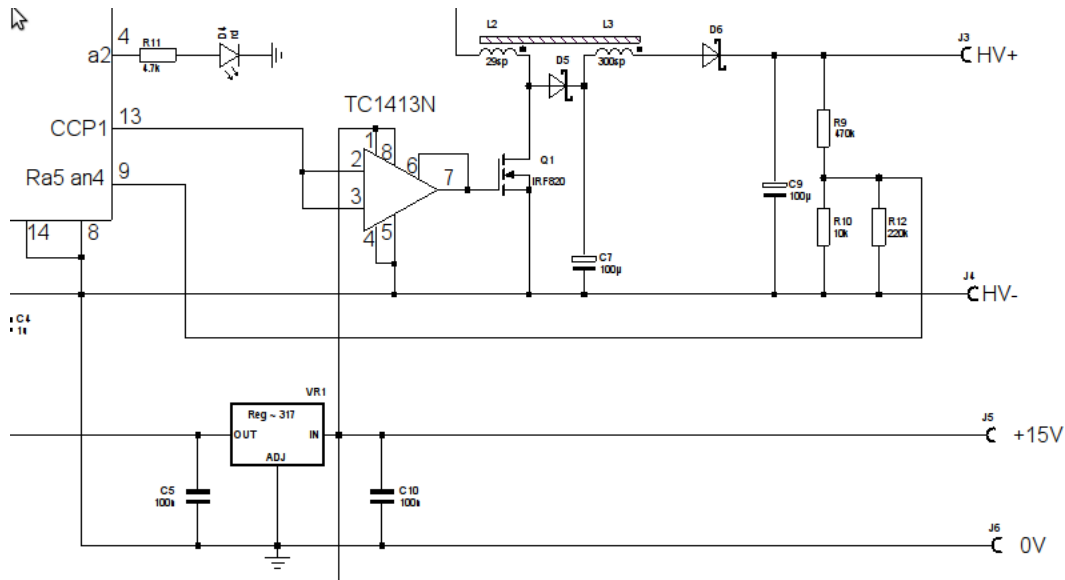 4
a2
R11
4.7k
D1
L2
29sp
L3
300sp
D5
D6
J3
HV+
TC1413N
CCP1
13
1
8
2
3
6
7
4
5
Q1
IRF820
R9
470k
Ra5 an4
9
C9
100µ
R10
10k
R12
220k
14
8
C7
100µ
J4
HV-
C4
VR1
Reg ~ 317
OUT
IN
ADJ
J5
+15V
C5
100n
C10
100n
J6
0V